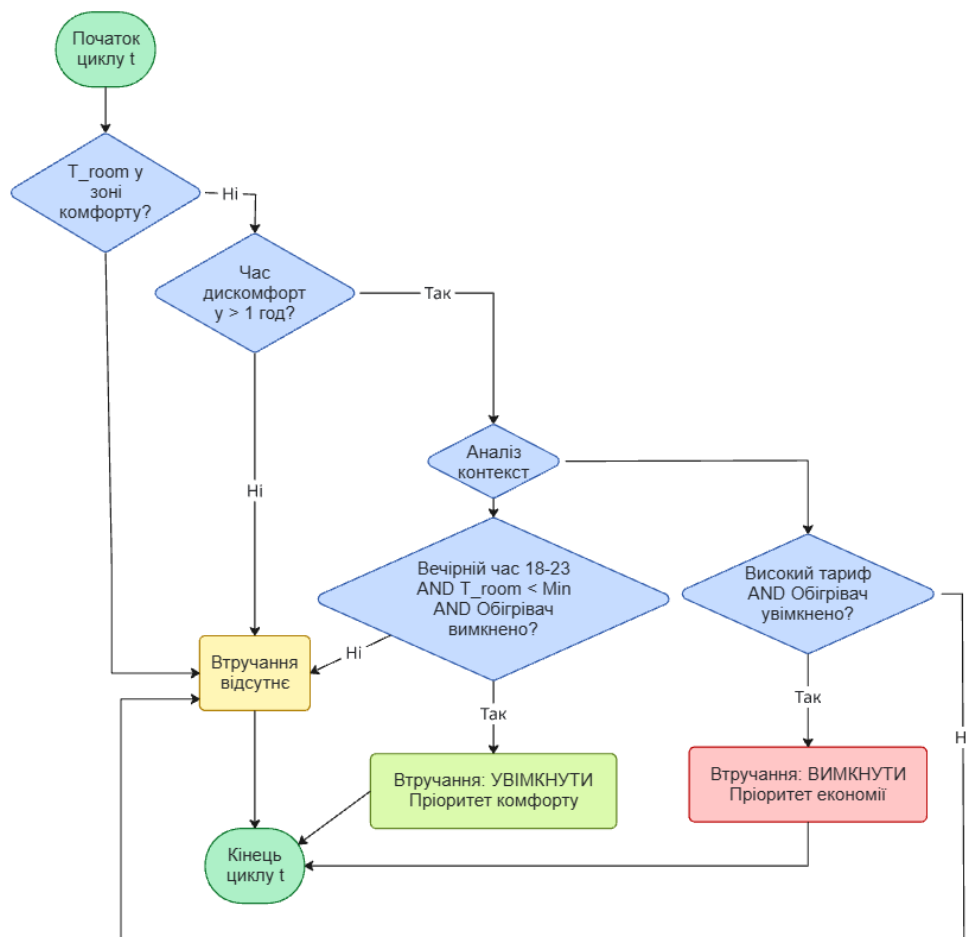 Початок
циклу t
T_room у
зоні
комфорту?
Ні
Час
дискомфорт
у > 1 год?
Так
Аналіз
контекст
Ні
Вечірній час 18-23
AND T_room < Min
AND Обігрівач
вимкнено?
Високий тариф
AND Обігрівач
увімкнено?
Втручання
відсутнє
Ні
Так
Так
Н
Втручання: УВІМКНУТИ
Пріоритет комфорту
Втручання: ВИМКНУТИ
Пріоритет економії
Кінець
циклу t